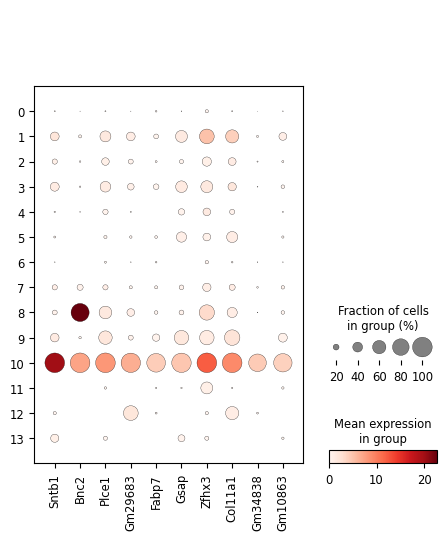 0
1
2
3
4
5
6
7
8
9
10
11
12
13
Sntb1
Bnc2
Plce1
Gm29683
Fabp7
Gsap
Zfhx3
Col11a1
Gm34838
Gm10863
Fraction of cells
in group (%)
20 40 60 80 100
Mean expression
in group
0 10 20